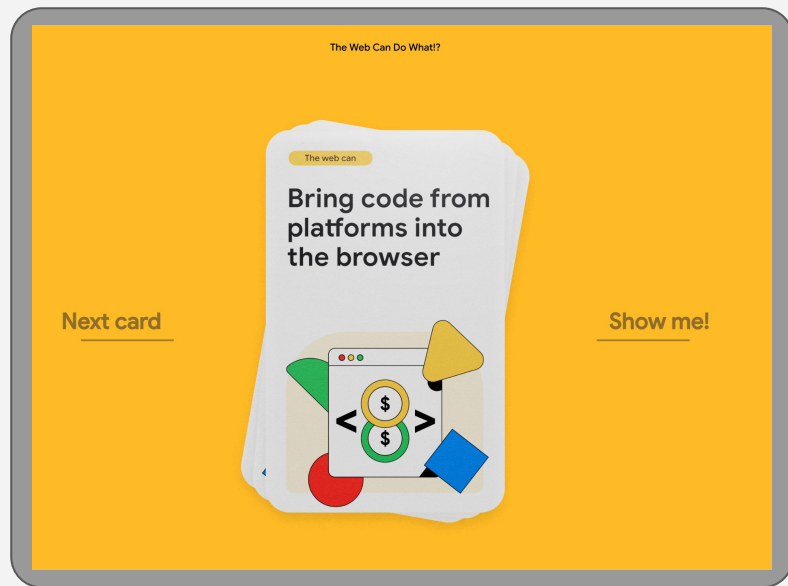 The Web Can Do What!?
The web can
Bring code from
platforms into
the browser
Next card
Show me!
< $ >
$